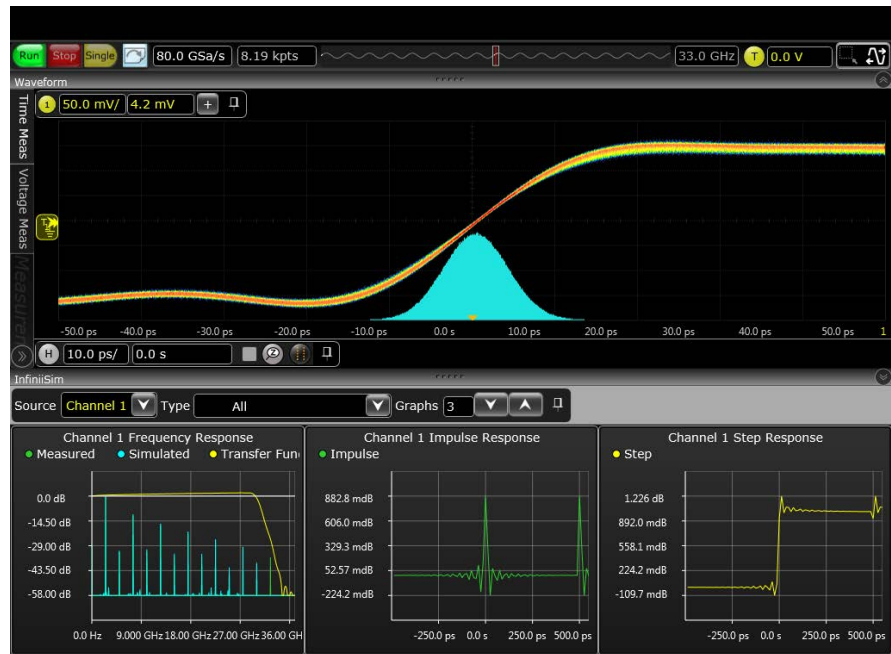 Run Stop Single 80.0 GSa/s 8.19 kpts 33.0 GHz T 0.0 V
Waveform
1 50.0 mV/ 4.2 mV +
Time Meas
Voltage Meas
-50.0 ps -40.0 ps -30.0 ps -20.0 ps -10.0 ps 0.0 s 10.0 ps 20.0 ps 30.0 ps 40.0 ps 50.0 ps 1
H 10.0 ps/ 0.0 s
InfiniiSim
Source Channel 1 Type All Graphs 3
Channel 1 Frequency Response
Measured Simulated Transfer Fun
0.0 dB
-14.50 dB
-29.00 dB
-43.50 dB
-58.00 dB
0.0 Hz 9.000 GHz 18.00 GHz 27.00 GHz 36.00 GH
Channel 1 Impulse Response
Impulse
882.8 mdB
606.0 mdB
329.3 mdB
52.57 mdB
-224.2 mdB
-250.0 ps 0.0 s 250.0 ps 500.0 ps
Channel 1 Step Response
Step
1.226 dB
892.0 mdB
558.1 mdB
224.2 mdB
-109.7 mdB
-250.0 ps 0.0 s 250.0 ps 500.0 ps